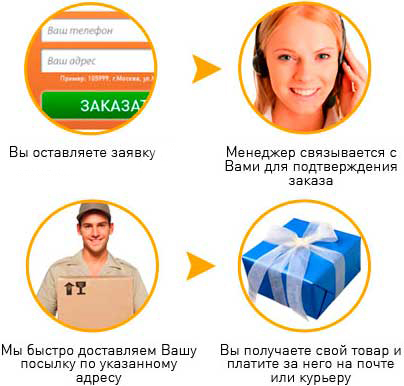 Ваш телефон
Ваш адрес
Пример: 105999, г.Москва, ул.
ЗАКАЗАТ
Вы оставляете заявку
Менеджер связывается с
Вами для подтверждения
заказа
Мы быстро доставляем Вашу
посылку по указанному
адресу
Вы получаете свой товар и
платите за него на почте
или курьеру